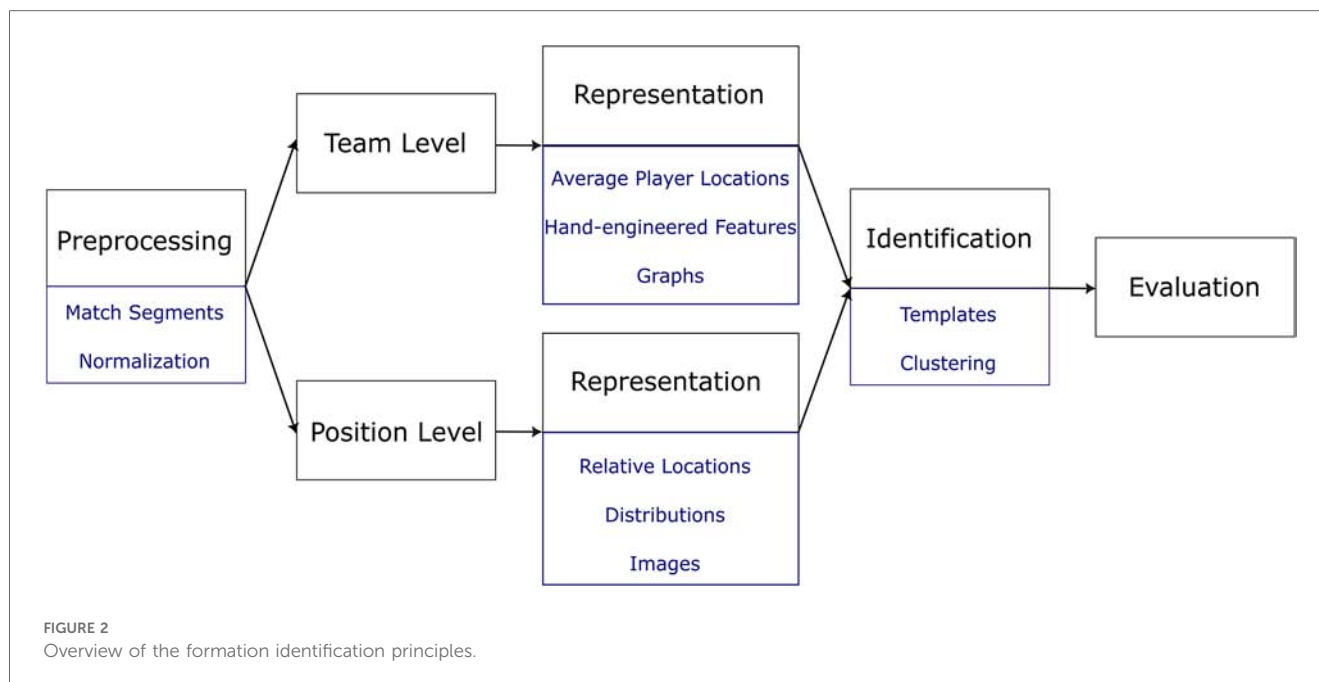 Preprocessing
Match Segments
Normalization
Team Level
Position Level
Representation
Average Player Locations
Hand-engineered Features
Graphs
Representation
Relative Locations
Distributions
Images
Identification
Templates
Clustering
Evaluation
FIGURE 2
Overview of the formation identification principles.